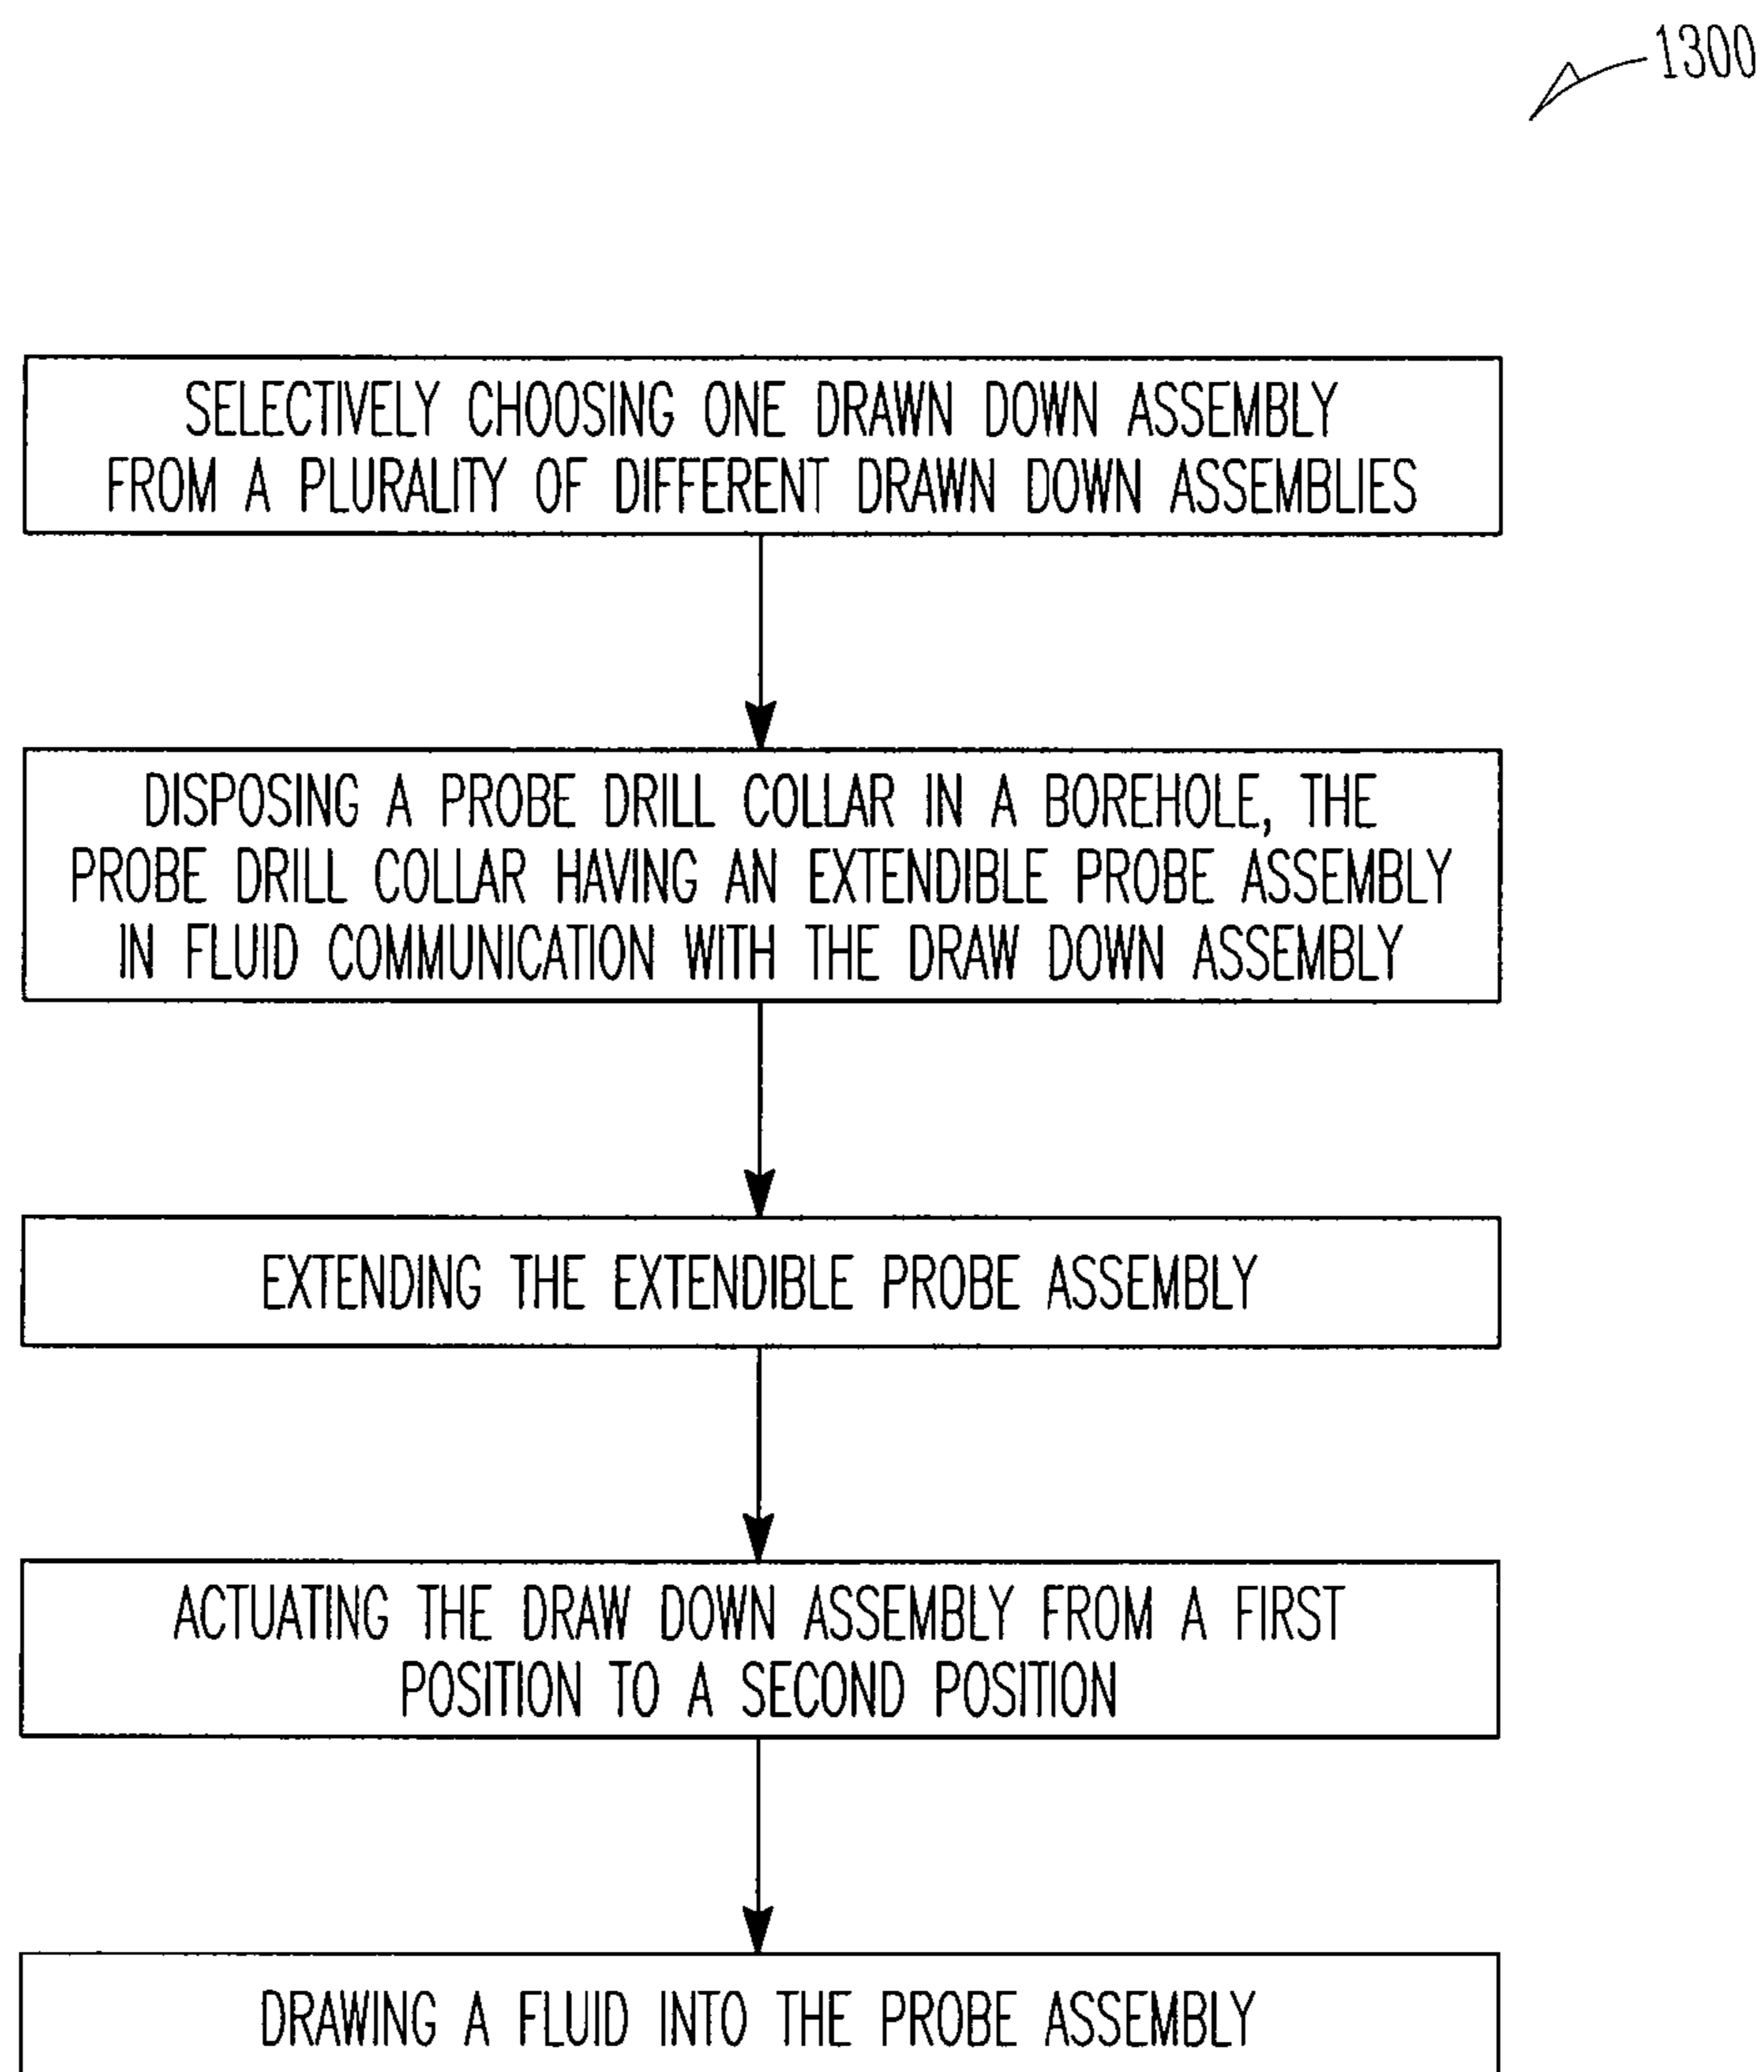 1300
SELECTIVELY CHOOSING ONE DRAWN DOWN ASSEMBLY
FROM A PLURALITY OF DIFFERENT DRAWN DOWN ASSEMBLIES
DISPOSING A PROBE DRILL COLLAR IN A BOREHOLE, THE
PROBE DRILL COLLAR HAVING AN EXTENDIBLE PROBE ASSEMBLY
IN FLUID COMMUNICATION WITH THE DRAW DOWN ASSEMBLY
EXTENDING THE EXTENDIBLE PROBE ASSEMBLY
ACTUATING THE DRAW DOWN ASSEMBLY FROM A FIRST
POSITION TO A SECOND POSITION
DRAWING A FLUID INTO THE PROBE ASSEMBLY